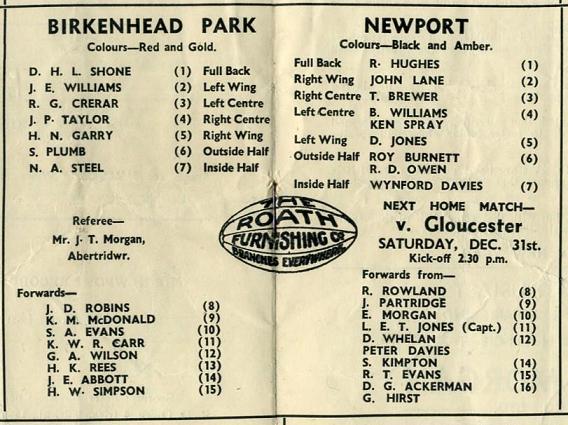 BIRKENHEAD PARK
Colours—Red and Gold.
D. H. L. SHONE (1) Full Back
J. E. WILLIAMS (2) Left Wing
R. G. CRERAR (3) Left Centre
J. P. TAYLOR (4) Right Centre
H. N. GARRY (5) Right Wing
S. PLUMB (6) Outside Half
N. A. STEEL (7) Inside Half
Referee—
Mr. J. T. Morgan,
Abertridwr.
Forwards—
J. D. ROBINS (8)
K. M. McDONALD (9)
S. A. EVANS (10)
K. W. R. CARR (11)
G. A. WILSON (12)
H. K. REES (13)
J. E. ABBOTT (14)
H. W. SIMPSON (15)
THE
ROATH
FURNISHING Co
BRANCHES EVERYWHERE
NEWPORT
Colours—Black and Amber.
Full Back R. HUGHES (1)
Right Wing JOHN LANE (2)
Right Centre T. BREWER (3)
Left Centre B. WILLIAMS (4)
KEN SPRAY
Left Wing D. JONES (5)
Outside Half ROY BURNETT (6)
R. D. OWEN
Inside Half WYNFORD DAVIES (7)
NEXT HOME MATCH—
v. Gloucester
SATURDAY, DEC. 31st.
Kick-off 2.30 p.m.
Forwards from—
R. ROWLAND (8)
J. PARTRIDGE (9)
E. MORGAN (10)
L. E. T. JONES (Capt.) (11)
D. WHELAN (12)
PETER DAVIES
S. KIMPTON (14)
R. T. EVANS (15)
D. G. ACKERMAN (16)
G. HIRST